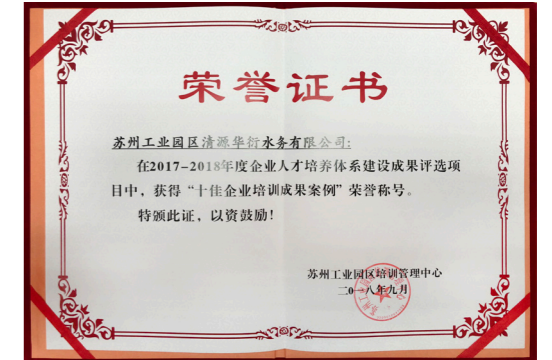 荣誉证书
苏州工业园区清源华衍水务有限公司:
在2017-2018年度企业人才培养体系建设成果评选项
目中，获得“十佳企业培训成果案例”荣誉称号。
特颁此证，以资鼓励！
苏州工业园区培训管理中心
二〇一八年九月